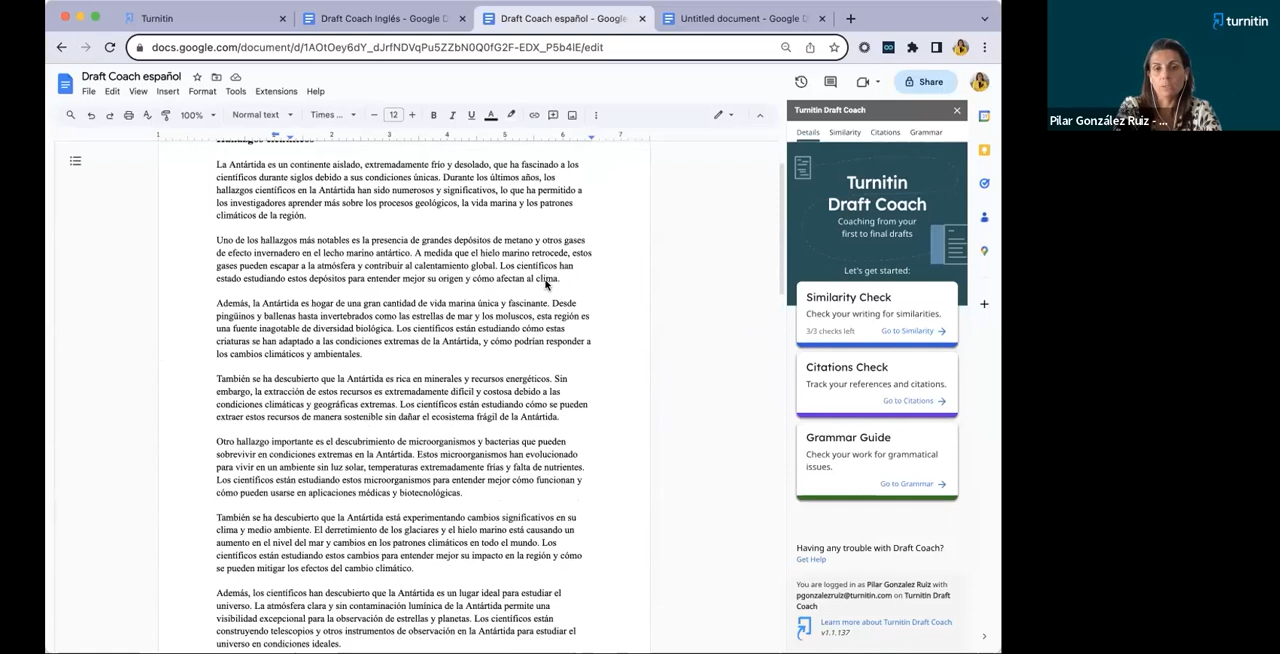 Turnitin
Draft Coach Inglés - Google D
Draft Coach español - Google
Untitled document - Google D
docs.google.com/document/d/1AOtOey6dY_dJrfNDVqPu5ZZbN0Q0fG2F-EDX_P5b4lE/edit
turnitin
Pilar González Ruiz - ...
Draft Coach español
File Edit View Insert Format Tools Extensions Help
Share
100% Normal text Times ... 12
Turnitin Draft Coach
Details Similarity Citations Grammar
La Antártida es un continente aislado, extremadamente frío y desolado, que ha fascinado a los
científicos durante siglos debido a sus condiciones únicas. Durante los últimos años, los
hallazgos científicos en la Antártida han sido numerosos y significativos, lo que ha permitido a
los investigadores aprender más sobre los procesos geológicos, la vida marina y los patrones
climáticos de la región.
Uno de los hallazgos más notables es la presencia de grandes depósitos de metano y otros gases
de efecto invernadero en el lecho marino antártico. A medida que el hielo marino retrocede, estos
gases pueden escapar a la atmósfera y contribuir al calentamiento global. Los científicos han
estado estudiando estos depósitos para entender mejor su origen y cómo afectan al clima.
Además, la Antártida es hogar de una gran cantidad de vida marina única y fascinante. Desde
pingüinos y ballenas hasta invertebrados como las estrellas de mar y los moluscos, esta región es
una fuente inagotable de diversidad biológica. Los científicos están estudiando cómo estas
criaturas se han adaptado a las condiciones extremas de la Antártida, y cómo podrían responder a
los cambios climáticos y ambientales.
También se ha descubierto que la Antártida es rica en minerales y recursos energéticos. Sin
embargo, la extracción de estos recursos es extremadamente difícil y costosa debido a las
condiciones climáticas y geográficas extremas. Los científicos están estudiando cómo se pueden
extraer estos recursos de manera sostenible sin dañar el ecosistema frágil de la Antártida.
Otro hallazgo importante es el descubrimiento de microorganismos y bacterias que pueden
sobrevivir en condiciones extremas en la Antártida. Estos microorganismos han evolucionado
para vivir en un ambiente sin luz solar, temperaturas extremadamente frías y falta de nutrientes.
Los científicos están estudiando estos microorganismos para entender mejor cómo funcionan y
cómo pueden usarse en aplicaciones médicas y biotecnológicas.
También se ha descubierto que la Antártida está experimentando cambios significativos en su
clima y medio ambiente. El derretimiento de los glaciares y el hielo marino está causando un
aumento en el nivel del mar y cambios en los patrones climáticos en todo el mundo. Los
científicos están estudiando estos cambios para entender mejor su impacto en la región y cómo
se pueden mitigar los efectos del cambio climático.
Además, los científicos han descubierto que la Antártida es un lugar ideal para estudiar el
universo. La atmósfera clara y sin contaminación lumínica de la Antártida permite una
visibilidad excepcional para la observación de estrellas y planetas. Los científicos están
construyendo telescopios y otros instrumentos de observación en la Antártida para estudiar el
universo en condiciones ideales.
Turnitin
Draft Coach
Coaching from your
first to final drafts
Let's get started:
Similarity Check
Check your writing for similarities.
3/3 checks left Go to Similarity
Citations Check
Track your references and citations.
Go to Citations
Grammar Guide
Check your work for grammatical
issues.
Go to Grammar
Having any trouble with Draft Coach?
Get Help
You are logged in as Pilar Gonzalez Ruiz with
pgonzalezruiz@turnitin.com on Turnitin Draft
Coach
Learn more about Turnitin Draft Coach
v1.1.137